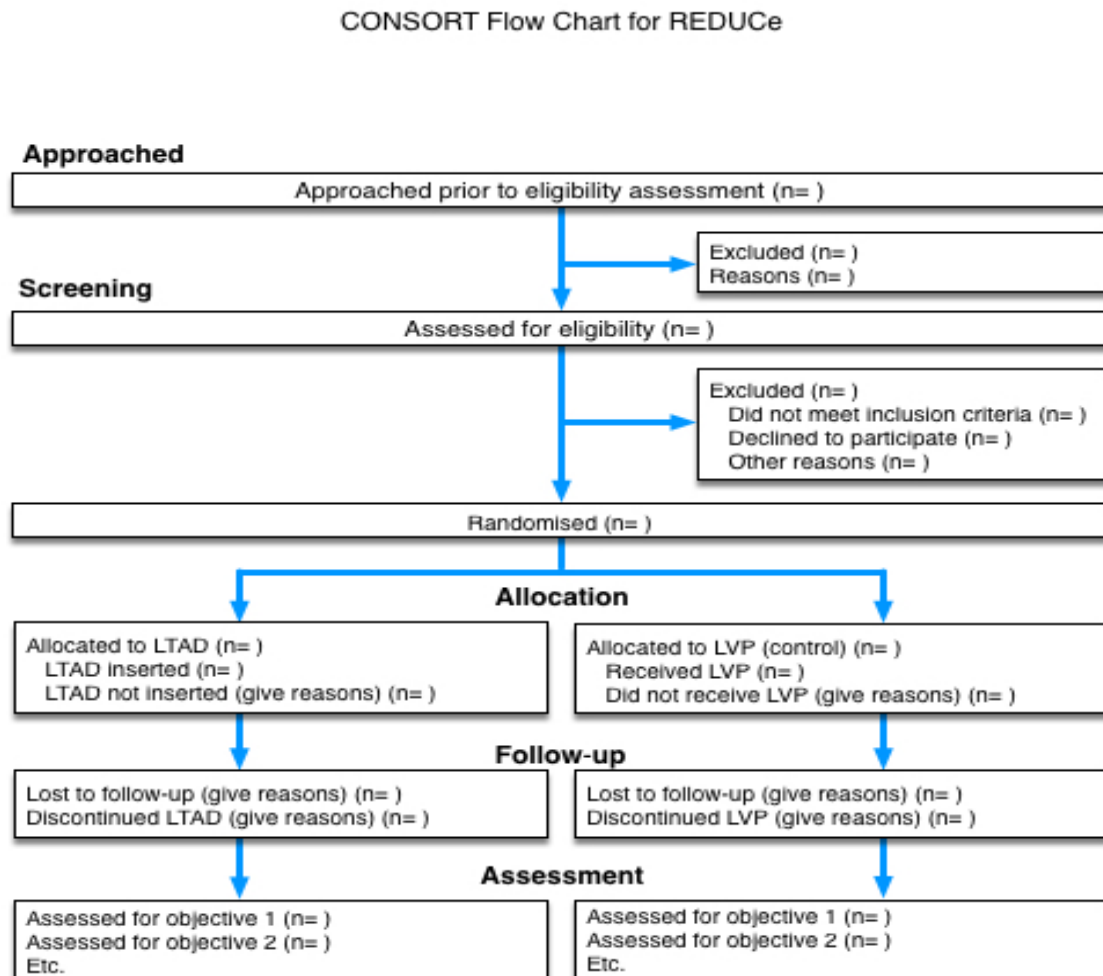 CONSORT Flow Chart for REDUCe
Approached
Approached prior to eligibility assessment (n= )
Excluded (n= )
Reasons (n= )
Screening
Assessed for eligibility (n= )
Excluded (n= )
Did not meet inclusion criteria (n= )
Declined to participate (n= )
Other reasons (n= )
Randomised (n= )
Allocation
Allocated to LTAD (n= )
LTAD inserted (n= )
LTAD not inserted (give reasons) (n= )
Allocated to LVP (control) (n= )
Received LVP (n= )
Did not receive LVP (give reasons) (n= )
Follow-up
Lost to follow-up (give reasons) (n= )
Discontinued LTAD (give reasons) (n= )
Lost to follow-up (give reasons) (n= )
Discontinued LVP (give reasons) (n= )
Assessment
Assessed for objective 1 (n= )
Assessed for objective 2 (n= )
Etc.
Assessed for objective 1 (n= )
Assessed for objective 2 (n= )
Etc.